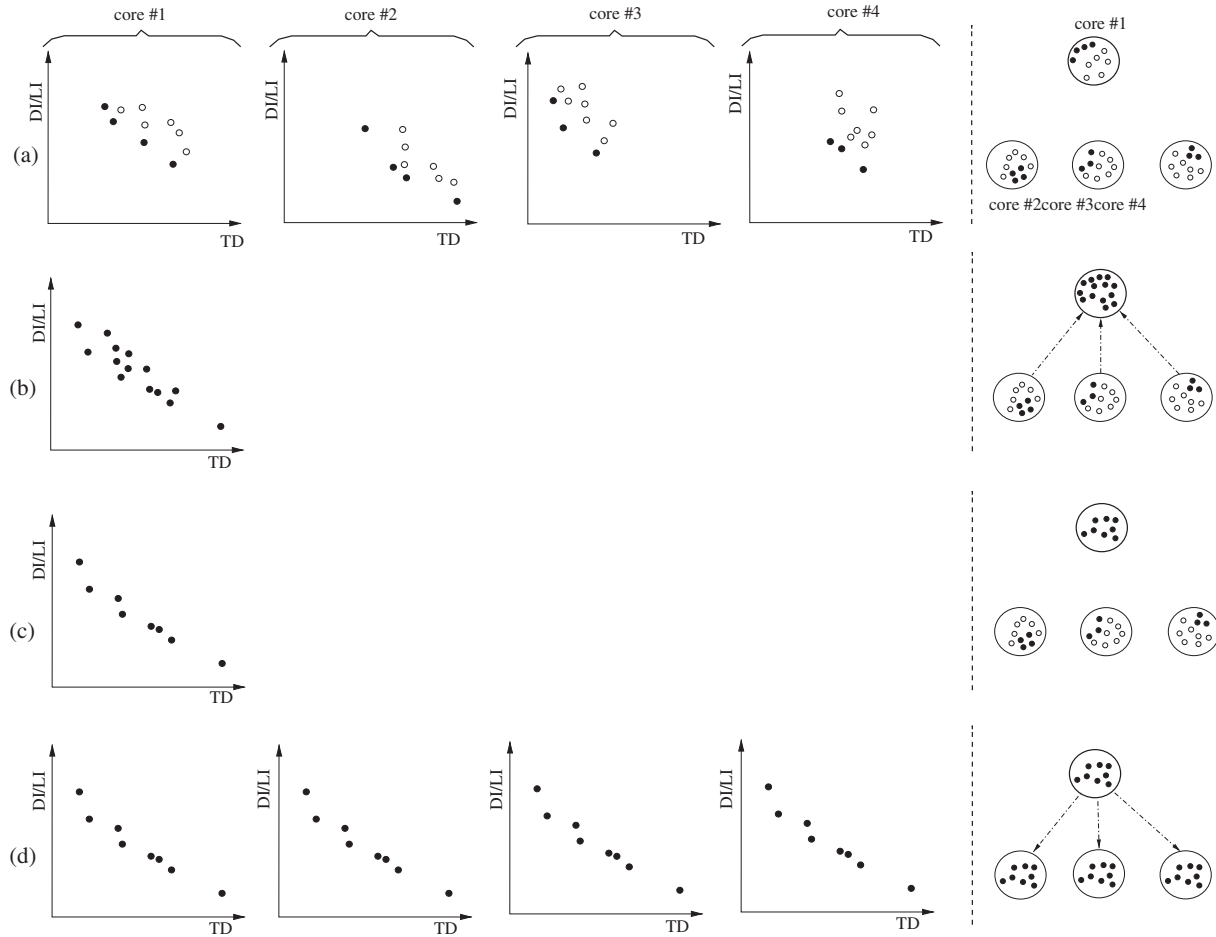 core #1
core #2
core #3
core #4
core #1
(a)
DI/LI
TD
DI/LI
TD
DI/LI
TD
DI/LI
TD
core #2core #3core #4
(b)
DI/LI
TD
(c)
DI/LI
TD
(d)
DI/LI
TD
DI/LI
TD
DI/LI
TD
DI/LI
TD